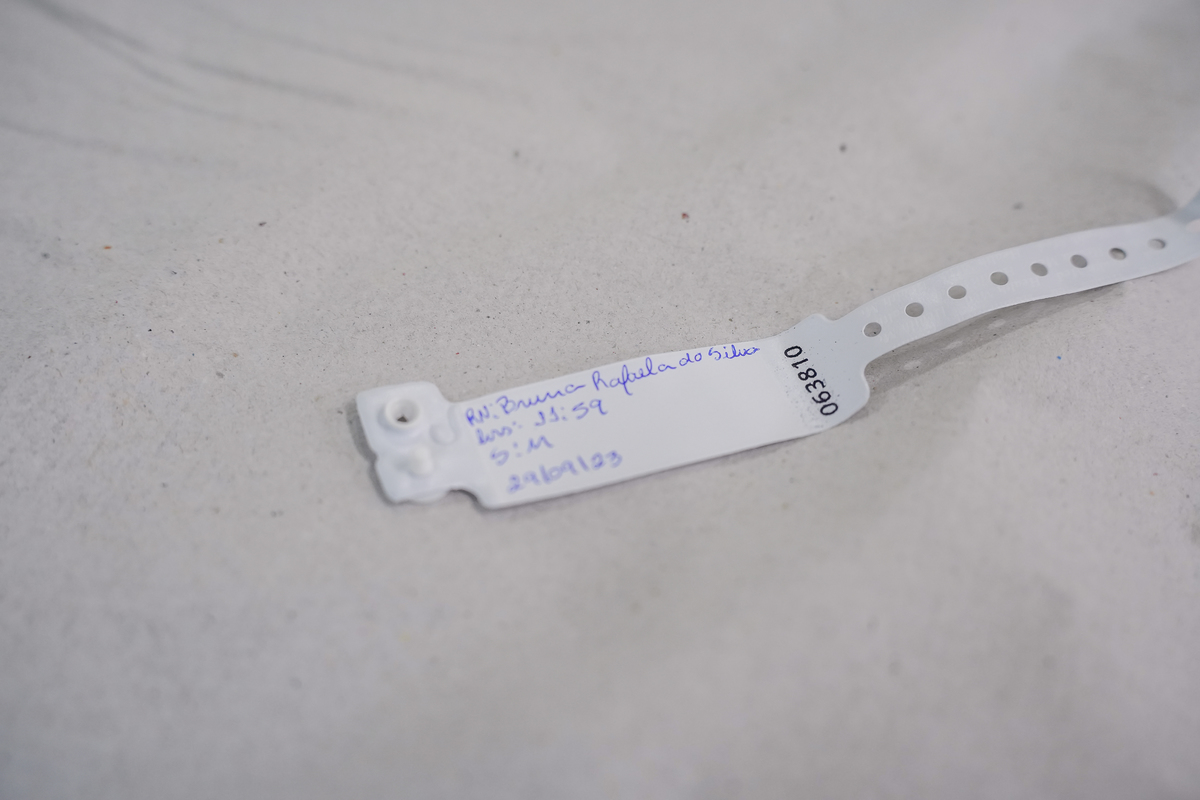 RN: Bruna Rafaela da Silva
hrs: 11:59
S: M
29/09/23
063810